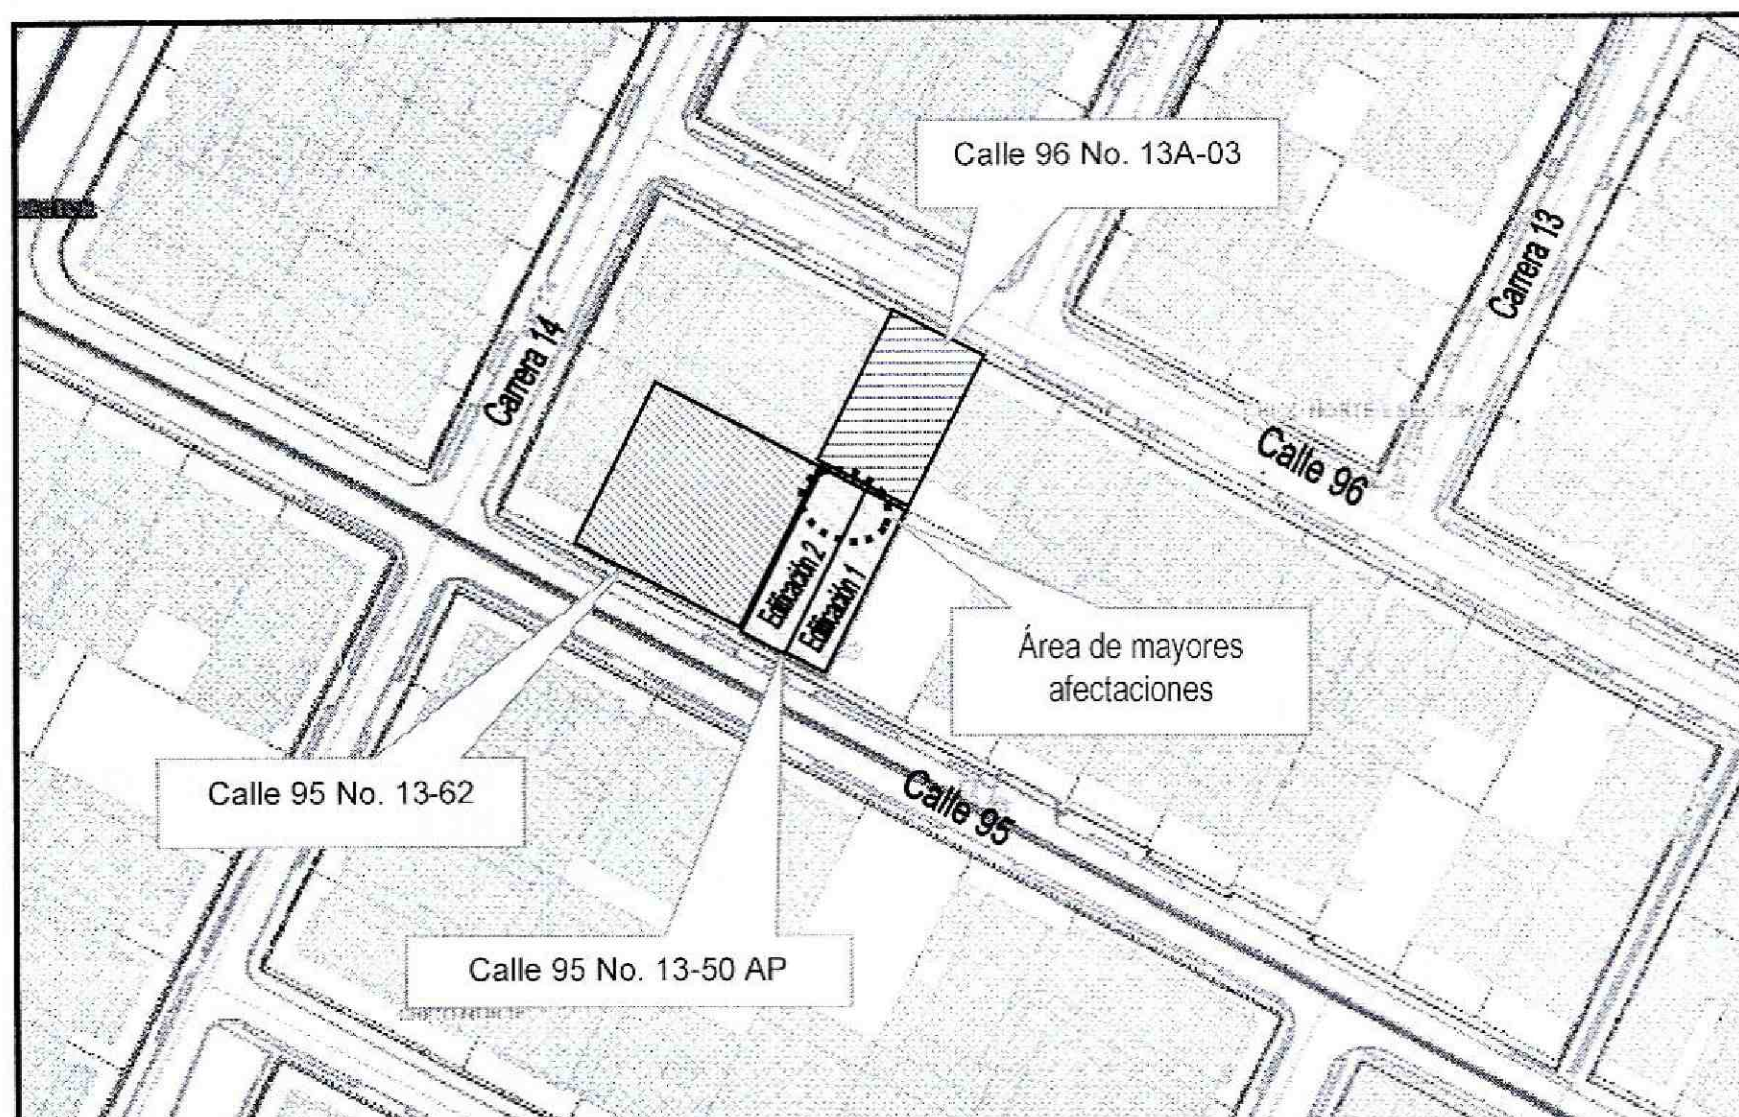 Calle 96 No. 13A-03
Carrera 13
Carrera 14
Calle 96
Edificación 2
Edificación 1
Área de mayores
afectaciones
Calle 95 No. 13-62
Calle 95
Calle 95 No. 13-50 AP